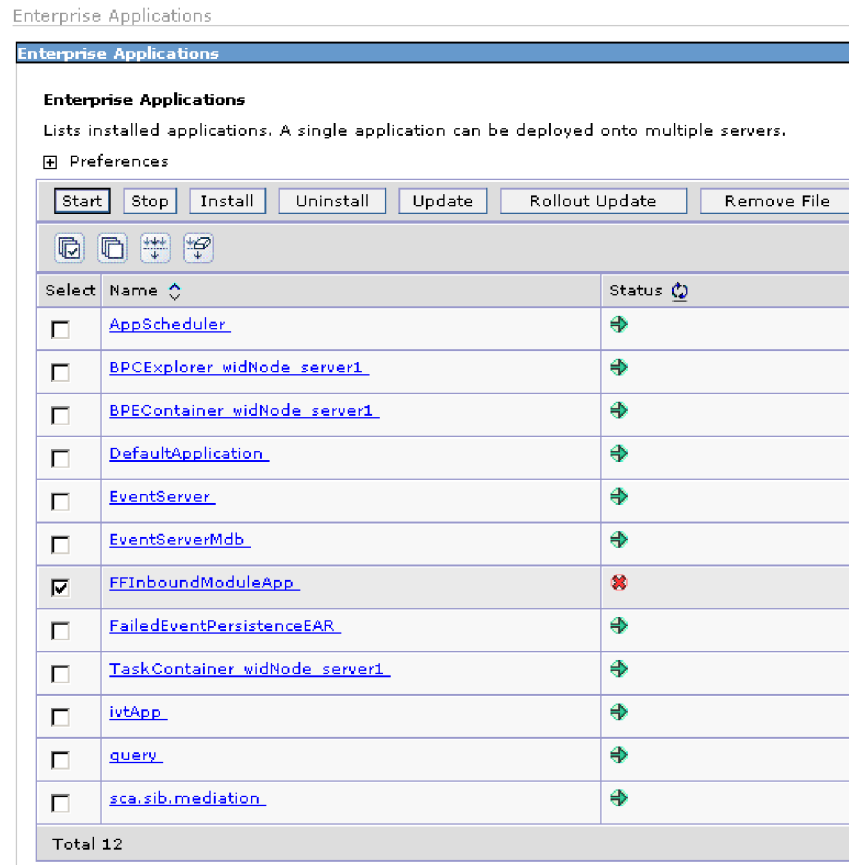 Enterprise Applications
Enterprise Applications
Enterprise Applications
Lists installed applications. A single application can be deployed onto multiple servers.
Preferences
Start Stop Install Uninstall Update Rollout Update Remove File
Select Name Status
AppScheduler
BPCExplorer_widNode_server1
BPEContainer_widNode_server1
DefaultApplication
EventServer
EventServerMdb
FFInboundModuleApp
FailedEventPersistenceEAR
TaskContainer_widNode_server1
ivtApp
query
sca.sib.mediation
Total 12